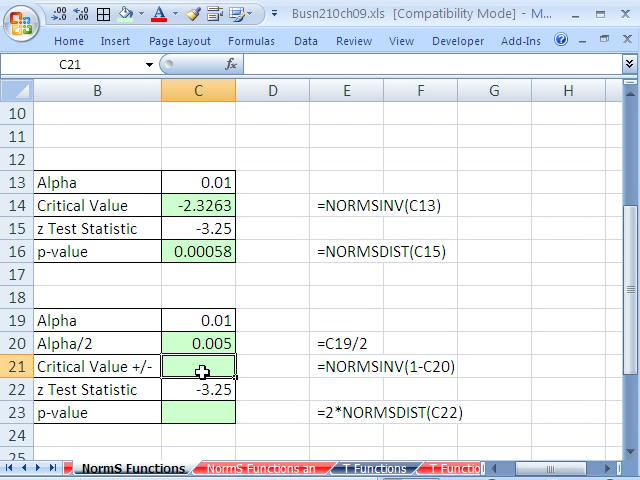 Busn210ch09.xls [Compatibility Mode] - M...
Home Insert Page Layout Formulas Data Review View Developer Add-Ins
C21 fx
B C D E F G H
10
11
12
13 Alpha 0.01
14 Critical Value -2.3263 =NORMSINV(C13)
15 z Test Statistic -3.25
16 p-value 0.00058 =NORMSDIST(C15)
17
18
19 Alpha 0.01
20 Alpha/2 0.005 =C19/2
21 Critical Value +/- =NORMSINV(1-C20)
22 z Test Statistic -3.25
23 p-value =2*NORMSDIST(C22)
24
25
NormS Functions NormS Functions an T Functions T Functio